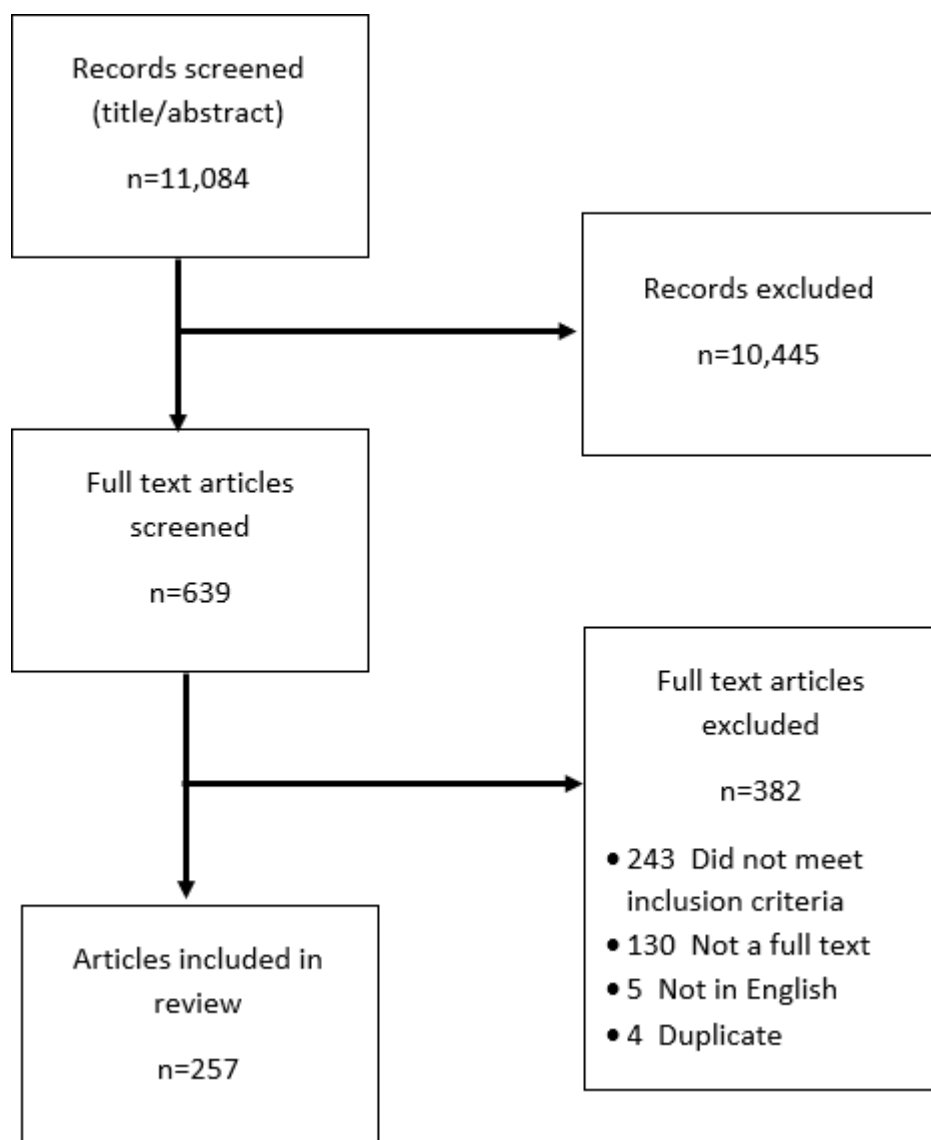 Records screened
(title/abstract)
n=11,084
Records excluded
n=10,445
Full text articles
screened
n=639
Full text articles
excluded
n=382
• 243  Did not meet
inclusion criteria
• 130  Not a full text
• 5  Not in English
• 4  Duplicate
Articles included in
review
n=257